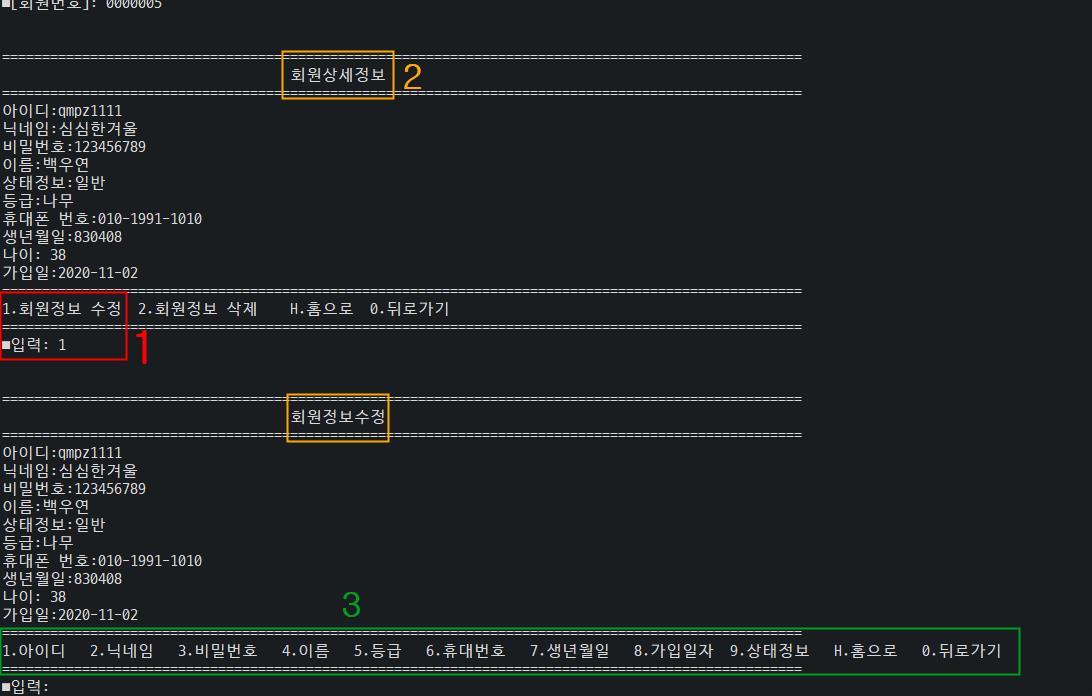 ■[회원번호]: 0000005
====================================================================================================
회원상세정보 2
====================================================================================================
아이디:qmpz1111
닉네임:심심한겨울
비밀번호:123456789
이름:백우연
상태정보:일반
등급:나무
휴대폰 번호:010-1991-1010
생년월일:830408
나이: 38
가입일:2020-11-02
====================================================================================================
1.회원정보 수정  2.회원정보 삭제    H.홈으로  0.뒤로가기
====================================================================================================
■입력: 1 1
====================================================================================================
회원정보수정
====================================================================================================
아이디:qmpz1111
닉네임:심심한겨울
비밀번호:123456789
이름:백우연
상태정보:일반
등급:나무
휴대폰 번호:010-1991-1010
생년월일:830408
나이: 38
3
가입일:2020-11-02
====================================================================================================
1.아이디   2.닉네임   3.비밀번호   4.이름   5.등급   6.휴대번호   7.생년월일   8.가입일자  9.상태정보   H.홈으로   0.뒤로가기
====================================================================================================
■입력: